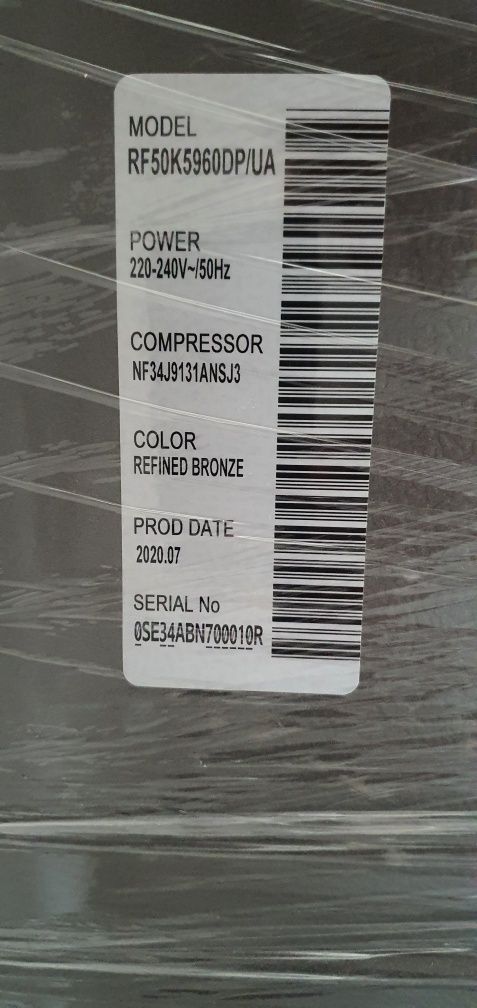 MODEL
RF50K5960DP/UA
POWER
220-240V~/50Hz
COMPRESSOR
NF34J9131ANSJ3
COLOR
REFINED BRONZE
PROD DATE
2020.07
SERIAL No
0SE34ABN700010R